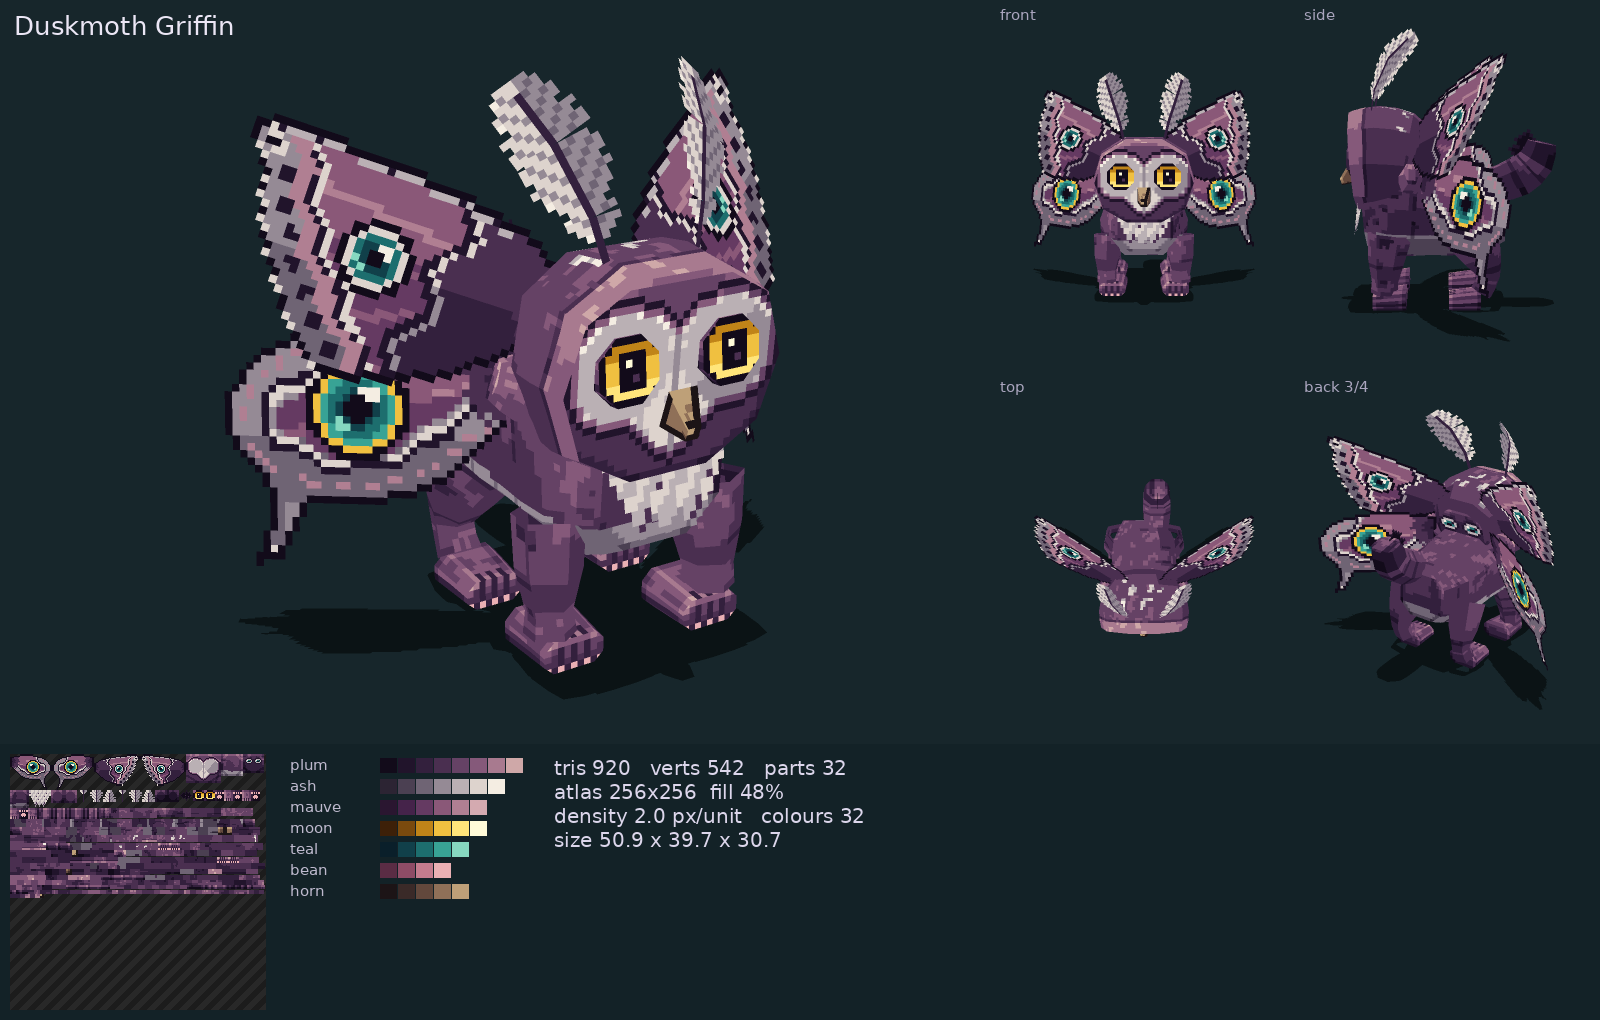 Duskmoth Griffin
front
side
top
back 3/4
plum
ash
mauve
moon
teal
bean
horn
tris 920 verts 542 parts 32
atlas 256x256 fill 48%
density 2.0 px/unit colours 32
size 50.9 x 39.7 x 30.7